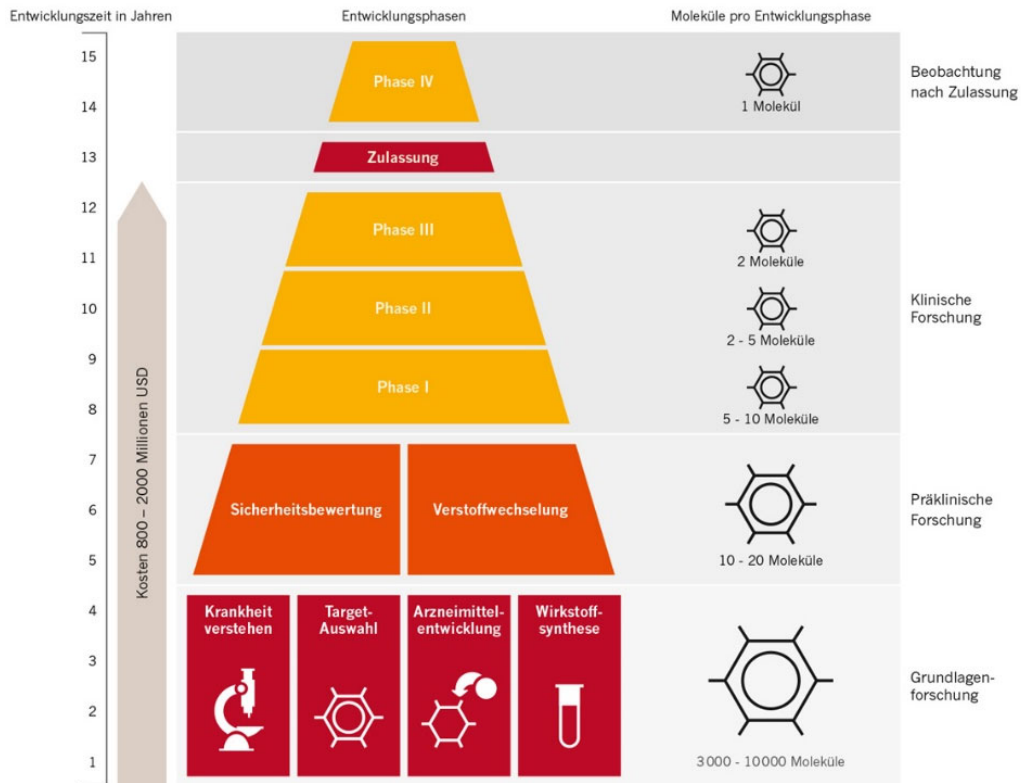 Entwicklungszeit in Jahren
Entwicklungsphasen
Moleküle pro Entwicklungsphase
15
Phase IV
14
1 Molekül
Beobachtung
nach Zulassung
13
Zulassung
12
Phase III
11
2 Moleküle
10
Phase II
2 - 5 Moleküle
Klinische
Forschung
9
Phase I
8
5 - 10 Moleküle
7
6
Sicherheitsbewertung
Verstoffwechselung
5
10 - 20 Moleküle
Präklinische
Forschung
4
Krankheit
verstehen
Target-
Auswahl
Arzneimittel-
entwicklung
Wirkstoff-
synthese
3
2
1
3000 - 10000 Moleküle
Grundlagen-
forschung
Kosten 800 – 2000 Millionen USD